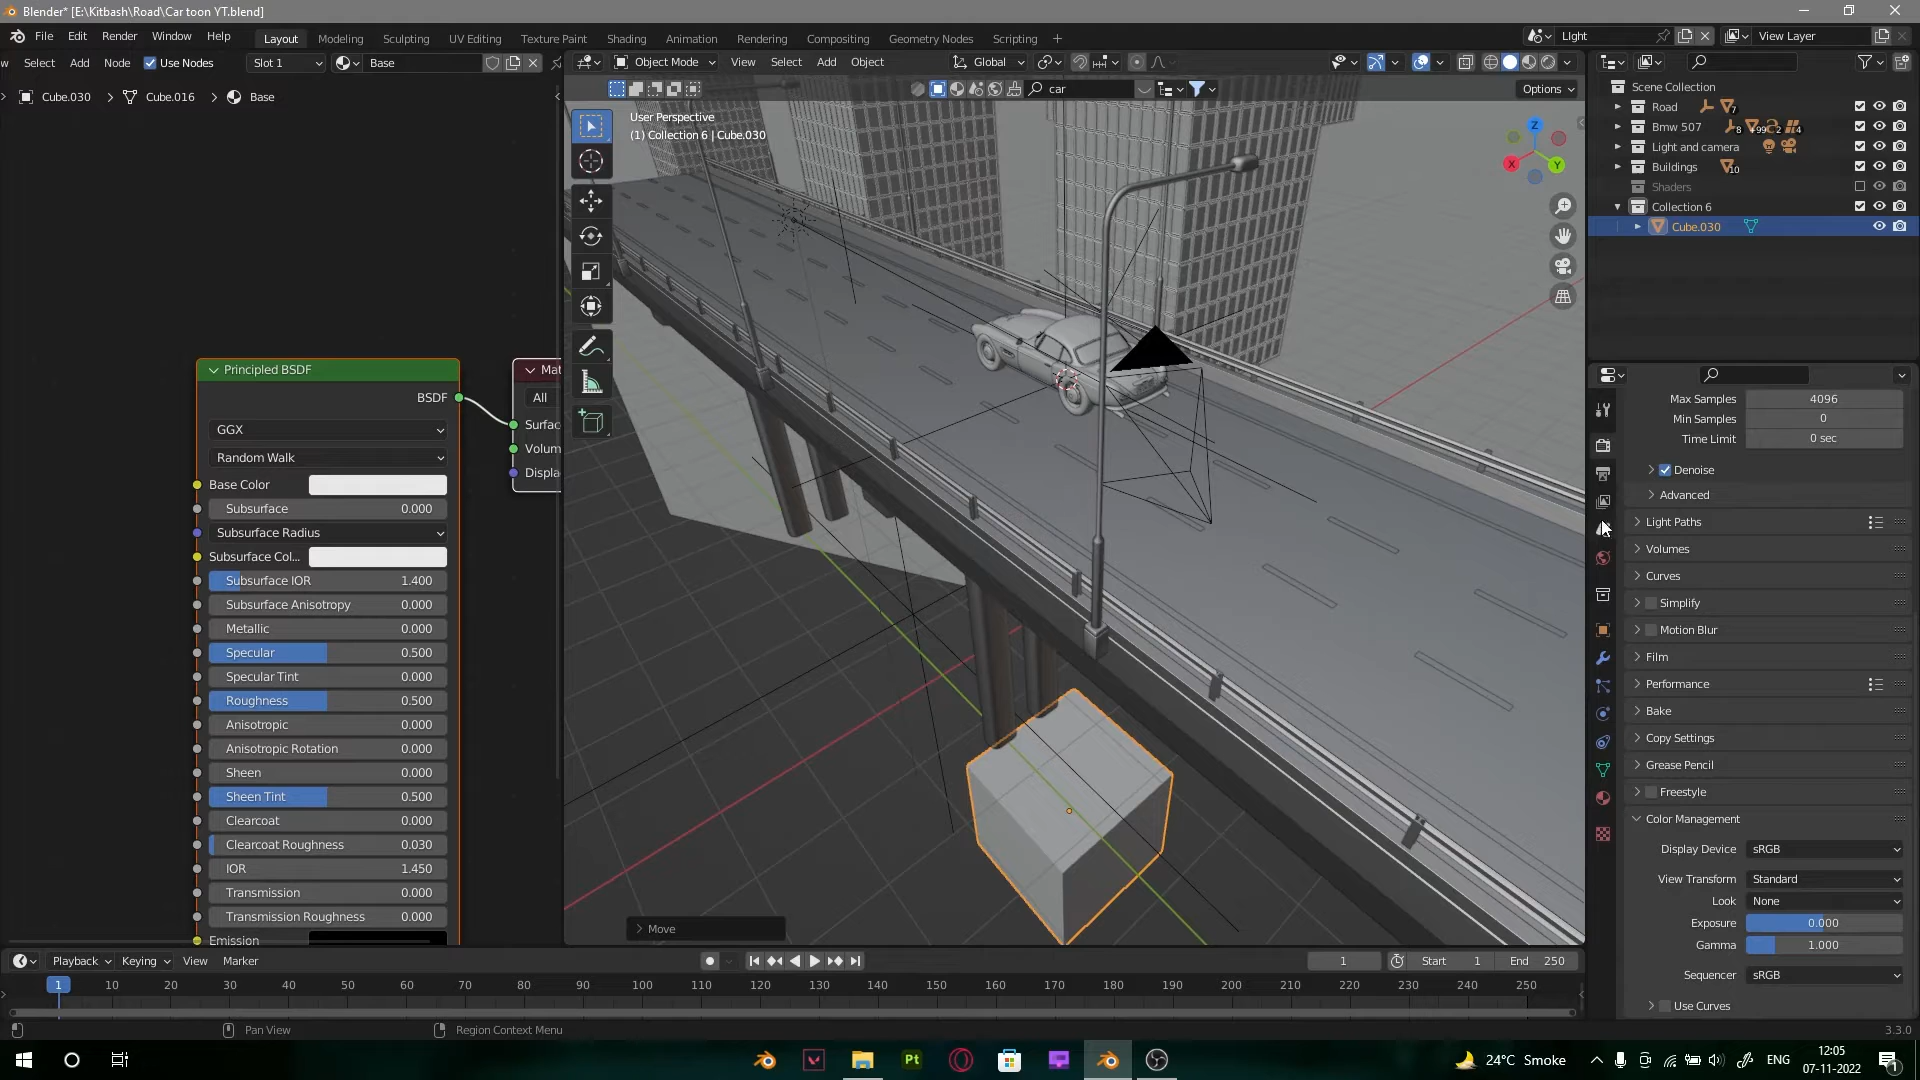 Blender* [E:\Kitbash\Road\Car toon YT.blend]
File Edit Render Window Help
Layout Modeling Sculpting UV Editing Texture Paint Shading Animation Rendering Compositing Geometry Nodes Scripting
LIght
View Layer
w Select Add Node Use Nodes Slot 1 Base
Object Mode View Select Add Object Global
car Options
Cube.030 > Cube.016 > Base
User Perspective
(1) Collection 6 | Cube.030
X Y Z
Scene Collection
Road 7
Bmw 507 8 +99 2 4
Light and camera
Buildings 10
Shaders
Collection 6
Cube.030
Principled BSDF
BSDF
GGX
Random Walk
Base Color
Subsurface 0.000
Subsurface Radius
Subsurface Col...
Subsurface IOR 1.400
Subsurface Anisotropy 0.000
Metallic 0.000
Specular 0.500
Specular Tint 0.000
Roughness 0.500
Anisotropic 0.000
Anisotropic Rotation 0.000
Sheen 0.000
Sheen Tint 0.500
Clearcoat 0.000
Clearcoat Roughness 0.030
IOR 1.450
Transmission 0.000
Transmission Roughness 0.000
Emission
Mat
All
Surfac
Volum
Displa
Move
Max Samples 4096
Min Samples 0
Time Limit 0 sec
Denoise
Advanced
Light Paths
Volumes
Curves
Simplify
Motion Blur
Film
Performance
Bake
Copy Settings
Grease Pencil
Freestyle
Color Management
Display Device sRGB
View Transform Standard
Look None
Exposure 0.000
Gamma 1.000
Sequencer sRGB
Use Curves
Playback Keying View Marker 1 Start 1 End 250
1 10 20 30 40 50 60 70 80 90 100 110 120 130 140 150 160 170 180 190 200 210 220 230 240 250
Pan View Region Context Menu 3.3.0
Pt 24°C Smoke ENG 12:05
07-11-2022
1